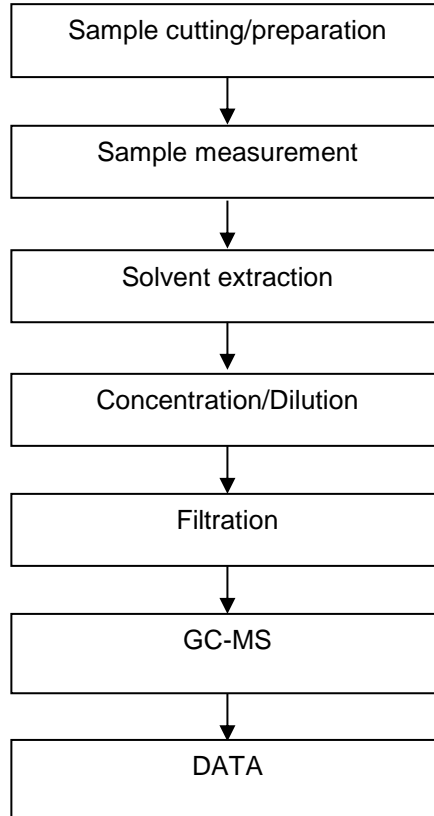 Sample cutting/preparation
Sample measurement
Solvent extraction
Concentration/Dilution
Filtration
GC-MS
DATA